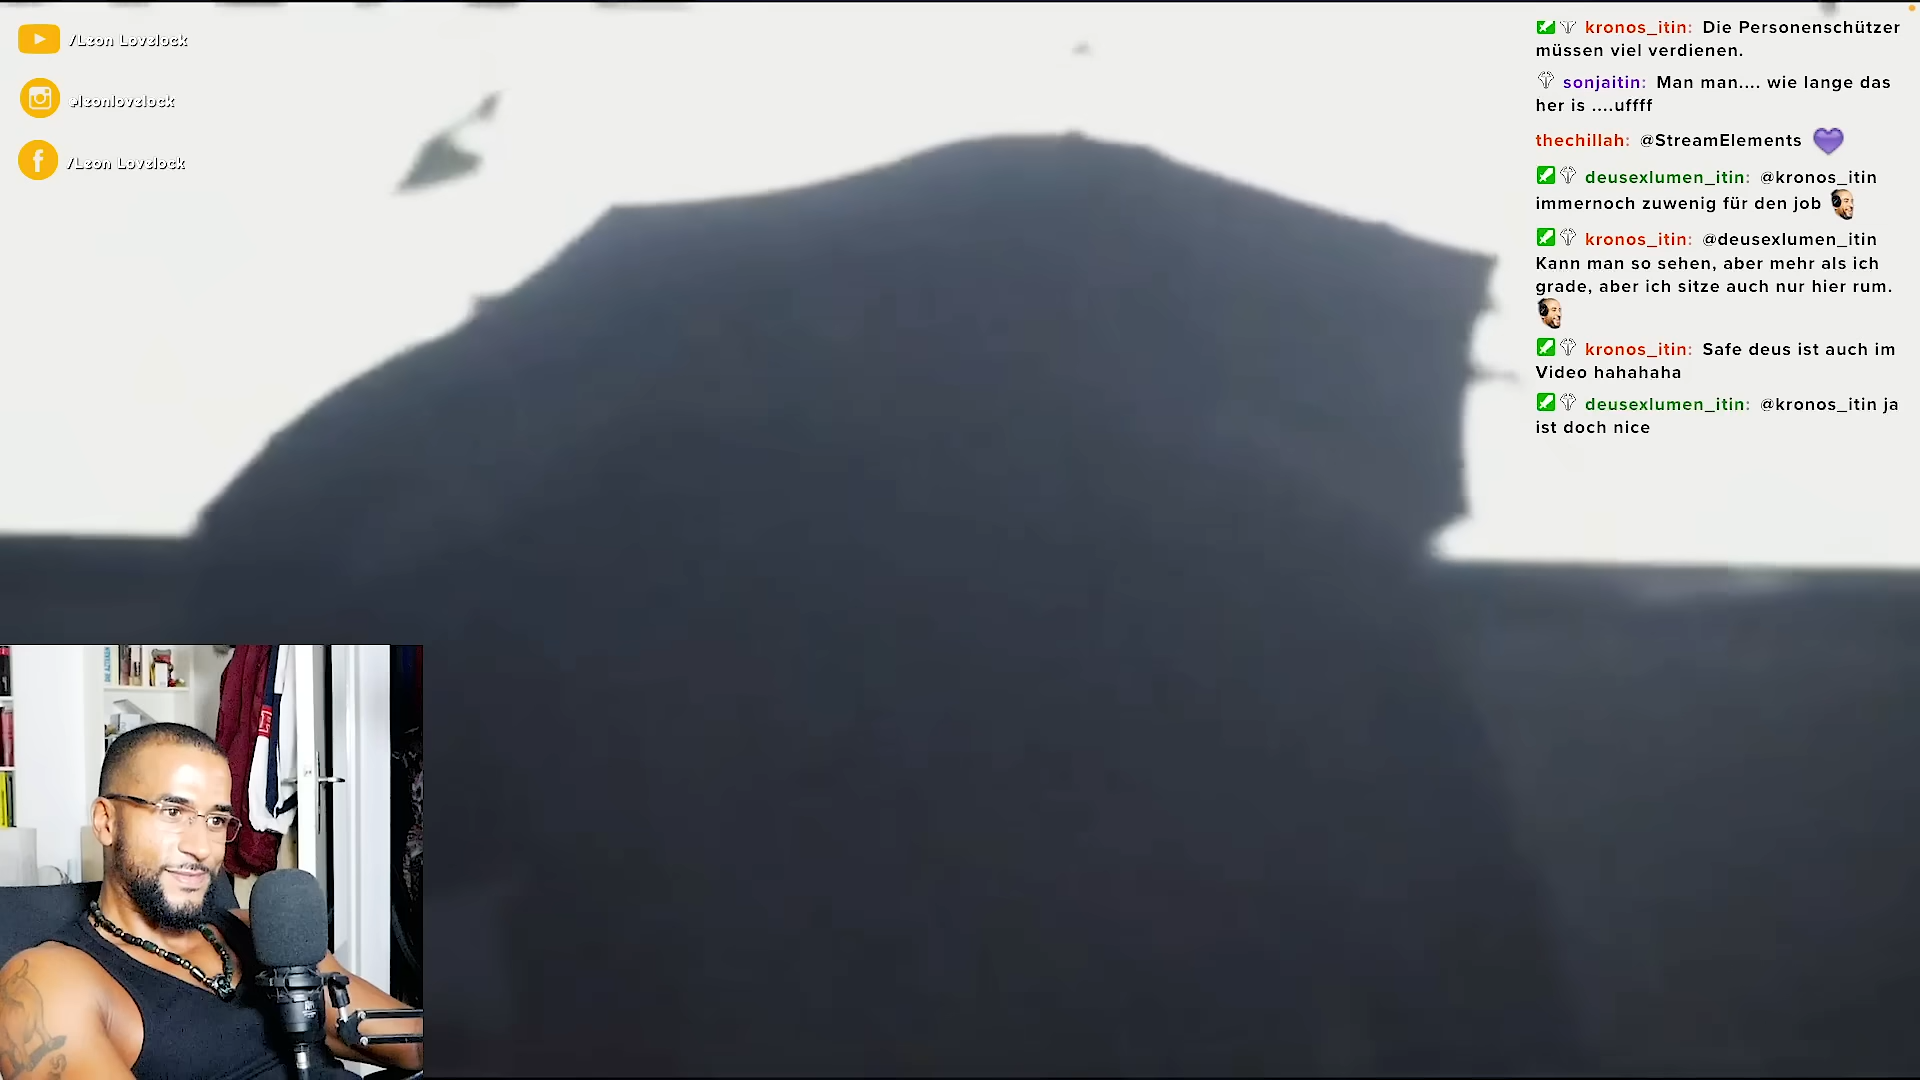 /Leon Lovelock
@leonlovelock
/Leon Lovelock
kronos_itin: Die Personenschützer
müssen viel verdienen.
sonjaitin: Man man.... wie lange das
her is ....uffff
thechillah: @StreamElements
deusexlumen_itin: @kronos_itin
immernoch zuwenig für den job
kronos_itin: @deusexlumen_itin
Kann man so sehen, aber mehr als ich
grade, aber ich sitze auch nur hier rum.
kronos_itin: Safe deus ist auch im
Video hahahaha
deusexlumen_itin: @kronos_itin ja
ist doch nice